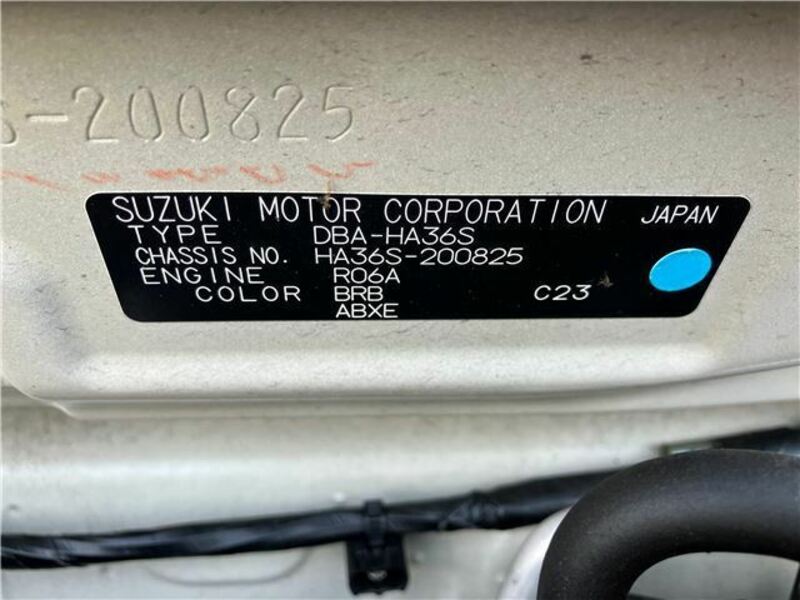 S-200825
SUZUKI MOTOR CORPORATION JAPAN
TYPE DBA-HA36S
CHASSIS NO. HA36S-200825
ENGINE R06A
COLOR BRB C23
ABXE